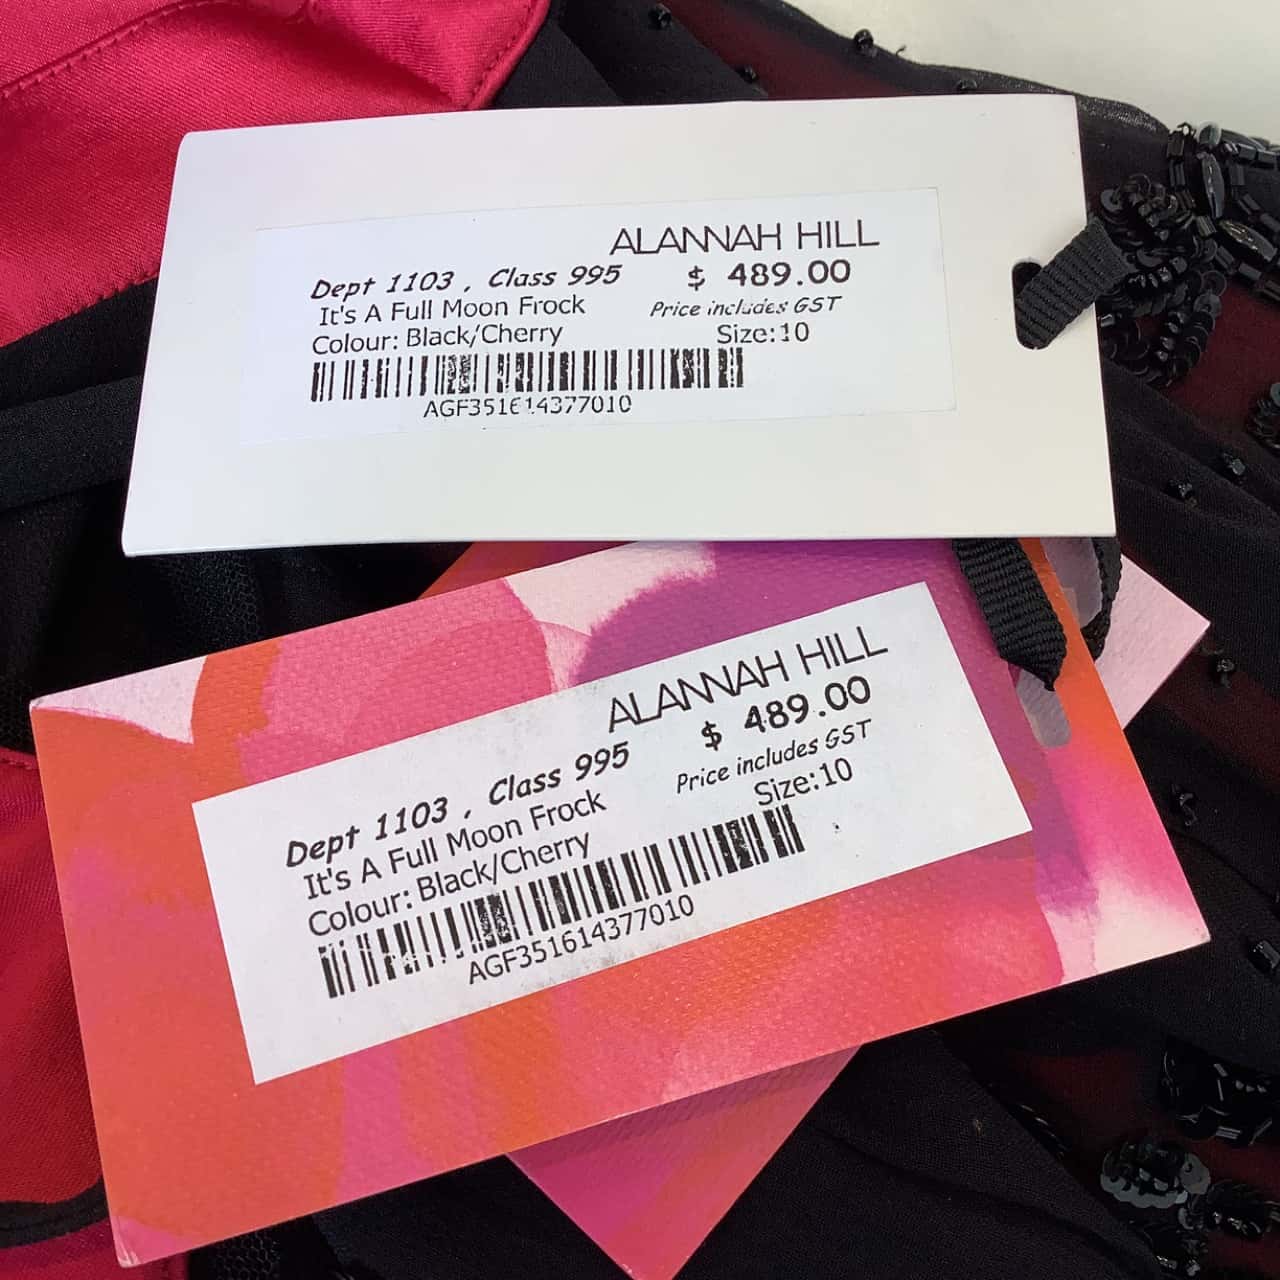 ALANNAH HILL
Dept 1103 , Class 995 $ 489.00
It's A Full Moon Frock Price includes GST
Colour: Black/Cherry Size:10
AGF351614377010
ALANNAH HILL
Dept 1103 , Class 995 $ 489.00
It's A Full Moon Frock Price includes GST
Colour: Black/Cherry Size:10
AGF351614377010